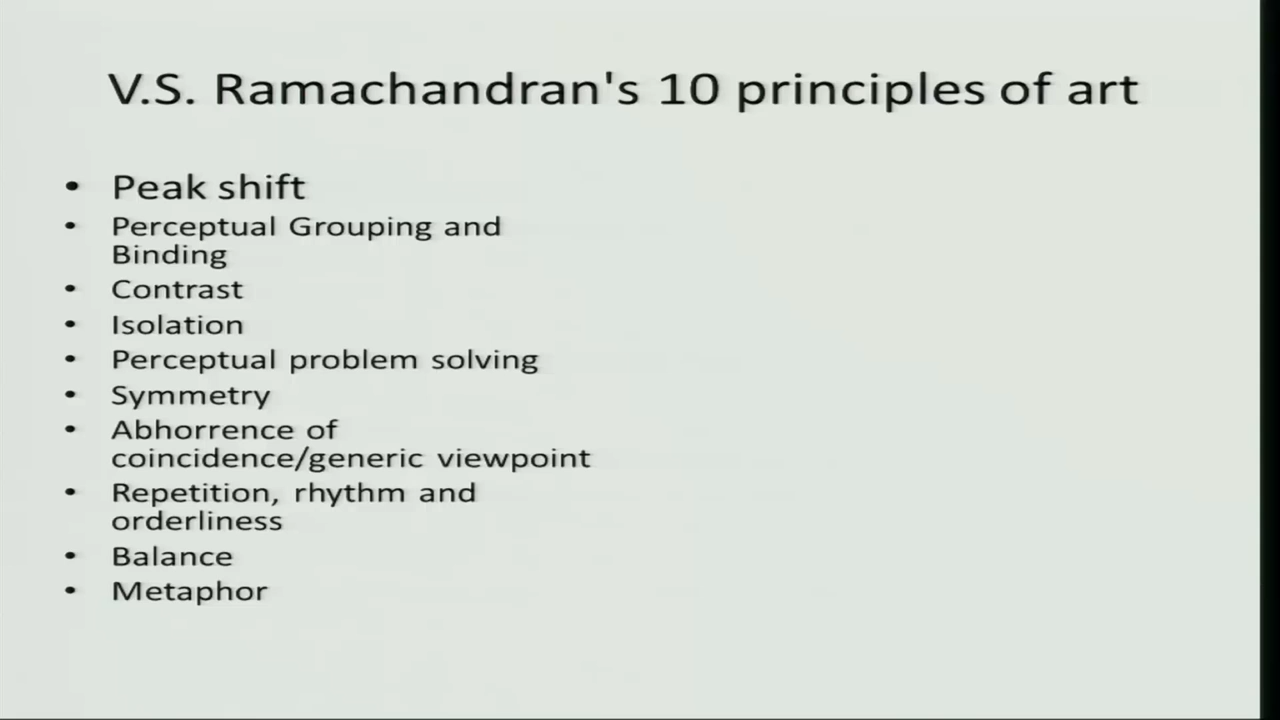 V.S. Ramachandran's 10 principles of art
• Peak shift
• Perceptual Grouping and
Binding
• Contrast
• Isolation
• Perceptual problem solving
• Symmetry
• Abhorrence of
coincidence/generic viewpoint
• Repetition, rhythm and
orderliness
• Balance
• Metaphor